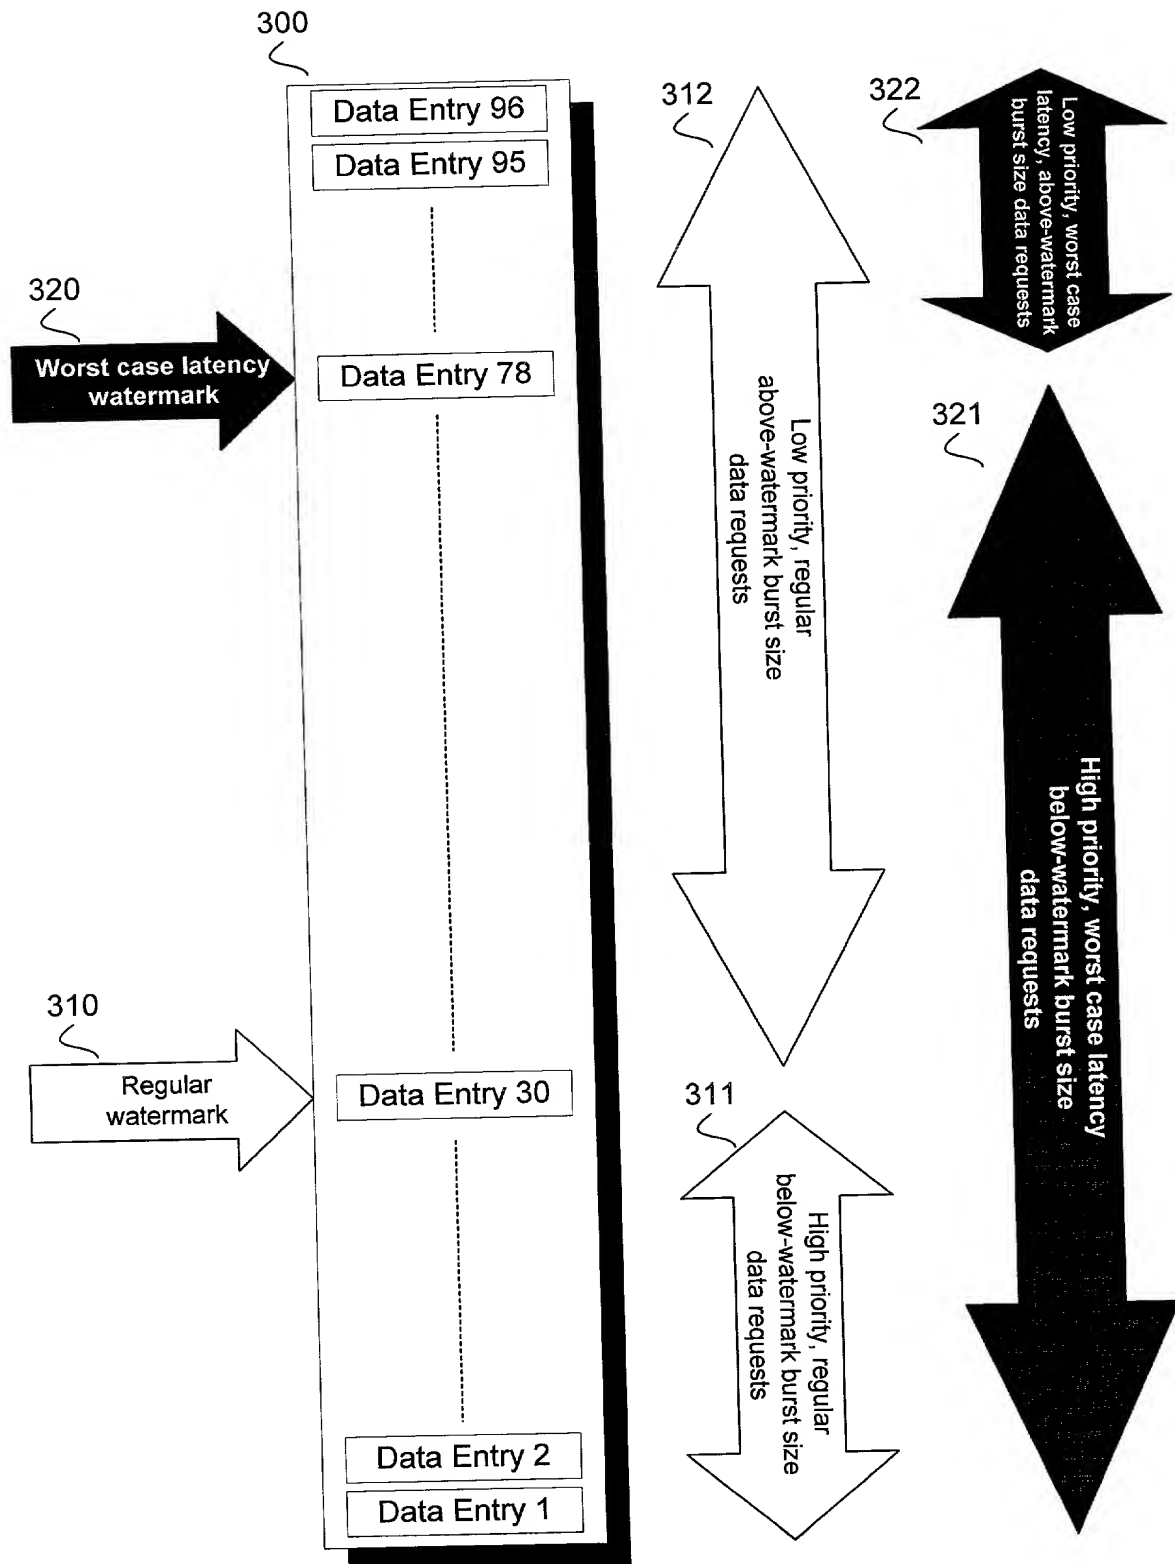 300
Data Entry 96
Data Entry 95
312
322
Low priority, worst case
latency, above-watermark
burst size data requests
320
Worst case latency
watermark
Data Entry 78
Low priority, regular
above-watermark burst size
data requests
321
High priority, worst case latency
below-watermark burst size
data requests
310
Regular
watermark
Data Entry 30
311
High priority, regular
below-watermark burst size
data requests
Data Entry 2
Data Entry 1